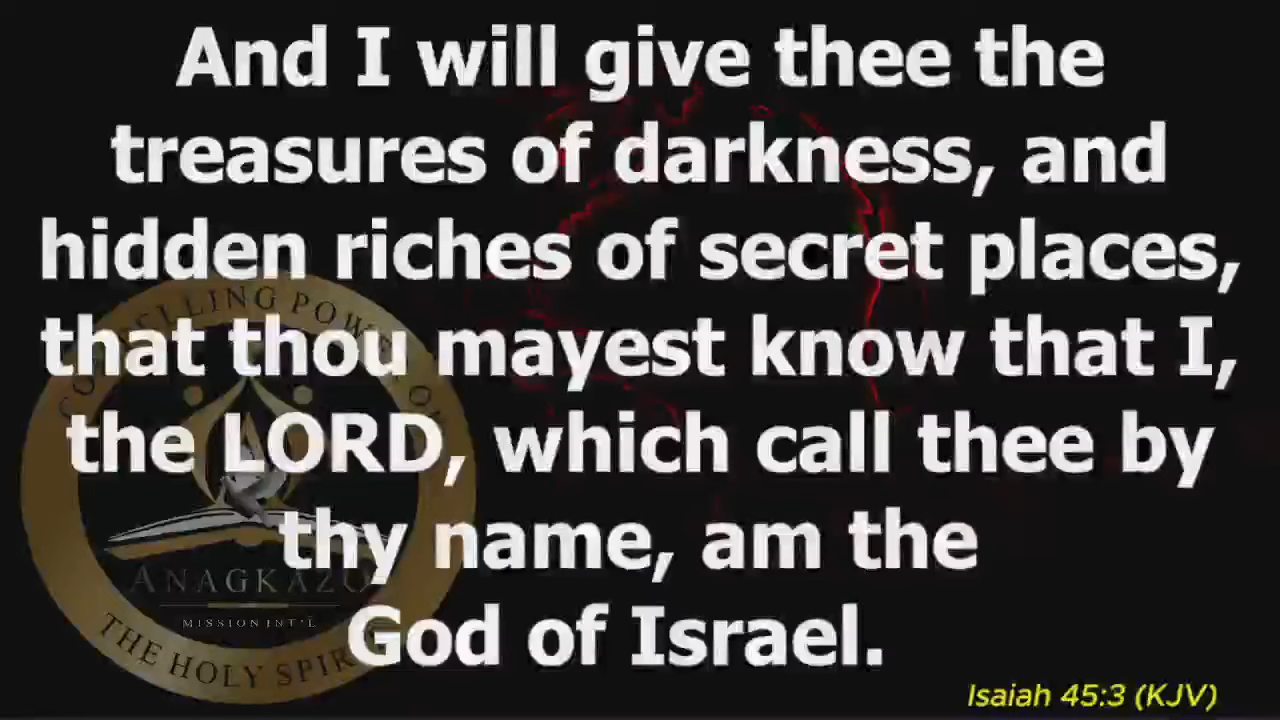 And I will give thee the
treasures of darkness, and
hidden riches of secret places,
that thou mayest know that I,
the LORD, which call thee by
thy name, am the
God of Israel.
Isaiah 45:3 (KJV)
ANAGKAZO
MISSION INT'L
THE HOLY